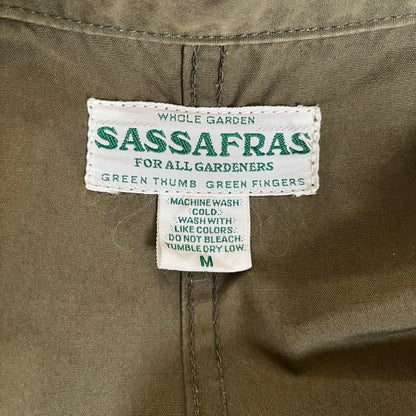 WHOLE GARDEN
SASSAFRAS
FOR ALL GARDENERS
GREEN THUMB GREEN FINGERS
MACHINE WASH
COLD.
WASH WITH
LIKE COLORS.
DO NOT BLEACH.
TUMBLE DRY LOW.
M